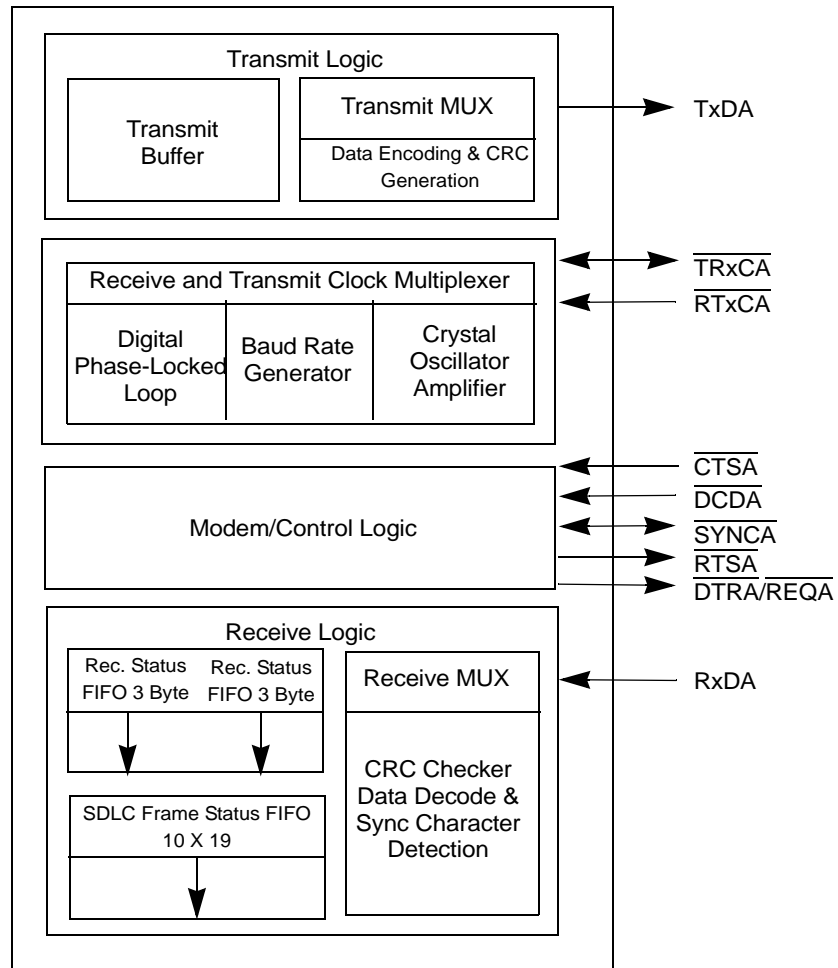 Transmit Logic
Transmit
Buffer
Transmit MUX
Data Encoding & CRC
Generation
TxDA
Receive and Transmit Clock Multiplexer
Digital
Phase-Locked
Loop
Baud Rate
Generator
Crystal
Oscillator
Amplifier
TRxCA
RTxCA
Modem/Control Logic
CTSA
DCDA
SYNCA
RTSA
DTRA/REQA
Receive Logic
Rec. Status
FIFO 3 Byte
Rec. Status
FIFO 3 Byte
Receive MUX
CRC Checker
Data Decode &
Sync Character
Detection
SDLC Frame Status FIFO
10 X 19
RxDA